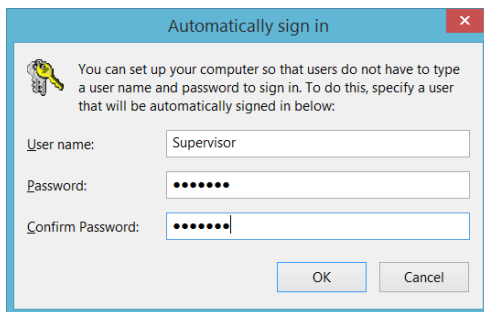 Automatically sign in
You can set up your computer so that users do not have to type
a user name and password to sign in. To do this, specify a user
that will be automatically signed in below:
User name: Supervisor
Password: ●●●●●●●
Confirm Password: ●●●●●●●
OK Cancel